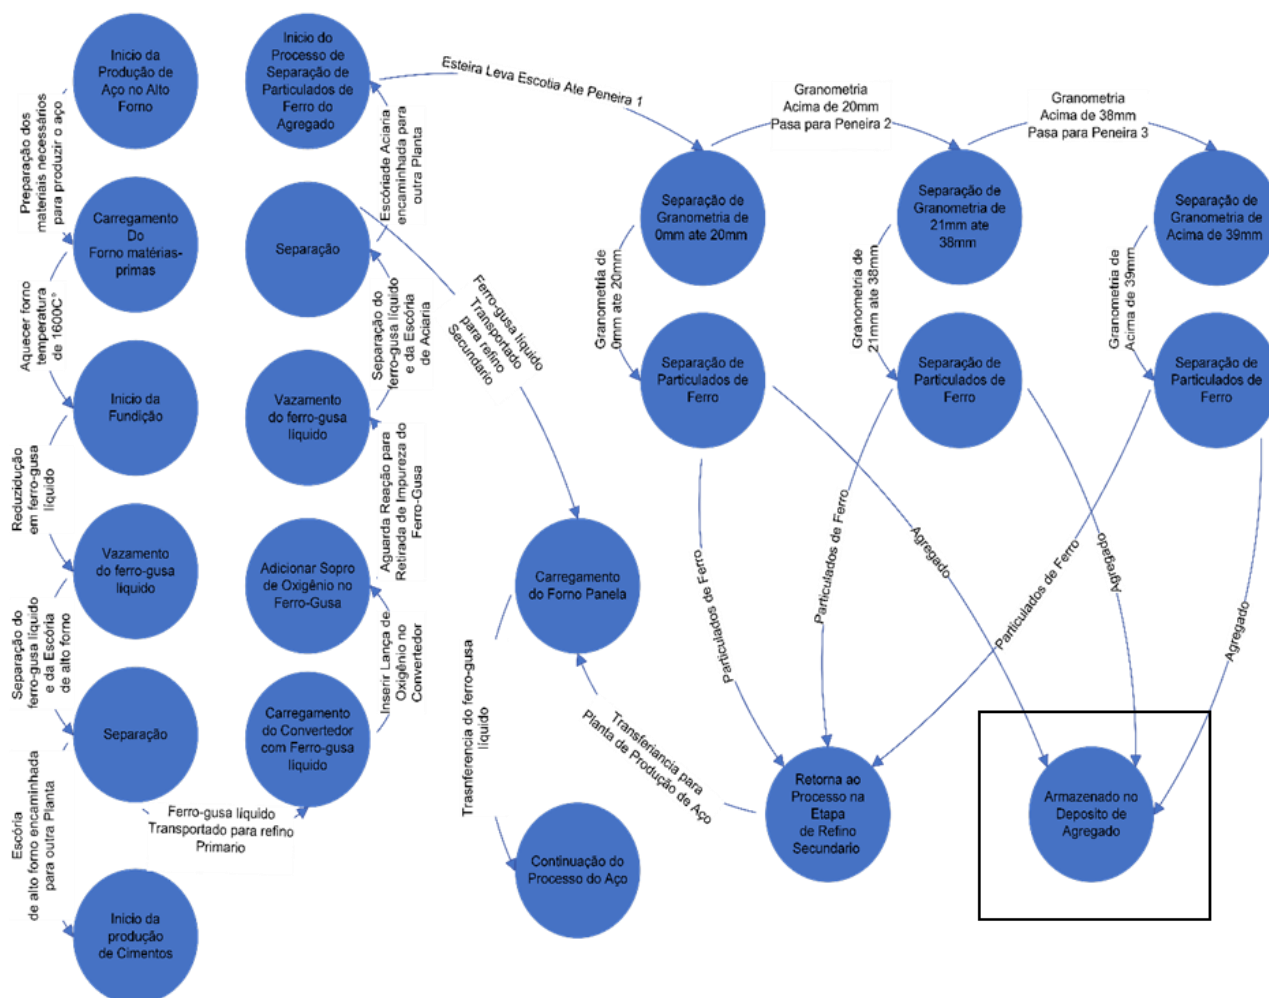 Inicio da
Produção de
Aço no Alto
Forno
Preparação dos
materiais necessários
para produzir o aço
Carregamento
Do
Forno matérias-
primas
Aquecer forno
temperatura
de 1600C°
Inicio da
Fundição
Reduzidução
em ferro-gusa
líquido
Vazamento
do ferro-gusa
líquido
Separação do
ferro-gusa líquido
e da Escória
de alto forno
Separação
Escória
de alto forno encaminhada
para outra Planta
Inicio da
produção
de Cimentos
Ferro-gusa líquido
Transportado para refino
Primario
Carregamento
do Convertedor
com Ferro-gusa
líquido
Inserir Lança de
Oxigênio no
Convertedor
Adicionar Sopro
de Oxigênio no
Ferro-Gusa
Aguarda Reação para
Retirada de Impureza do
Ferro-Gusa
Vazamento
do ferro-gusa
líquido
Separação do
ferro-gusa líquido
e da Escória
de Aciaria
Separação
Escóriade Aciaria
encaminhada para
outra Planta
Inicio do
Processo de
Separação de
Particulados de
Ferro do
Agregado
Ferro-gusa líquido
Transportado
para refino
Secundario
Carregamento
do Forno Panela
Trasnferencia do ferro-gusa
líquido
Continuação do
Processo do Aço
Esteira Leva Escotia Ate Peneira 1
Separação de
Granometria de
0mm ate 20mm
Granometria
Acima de 20mm
Pasa para Peneira 2
Separação de
Granometria de
21mm ate
38mm
Granometria
Acima de 38mm
Pasa para Peneira 3
Separação de
Granometria de
Acima de 39mm
Granometria de
0mm ate 20mm
Separação de
Particulados de
Ferro
Granometria de
21mm ate 38mm
Separação de
Particulados de
Ferro
Granometria de
Acima de 39mm
Separação de
Particulados de
Ferro
Particulados de Ferro
Agregado
Particulados de Ferro
Agregado
Particulados de Ferro
Agregado
Transferiancia para
Planta de Produção de Aço
Retorna ao
Processo na
Etapa
de Refino
Secundario
Armazenado no
Deposito de
Agregado